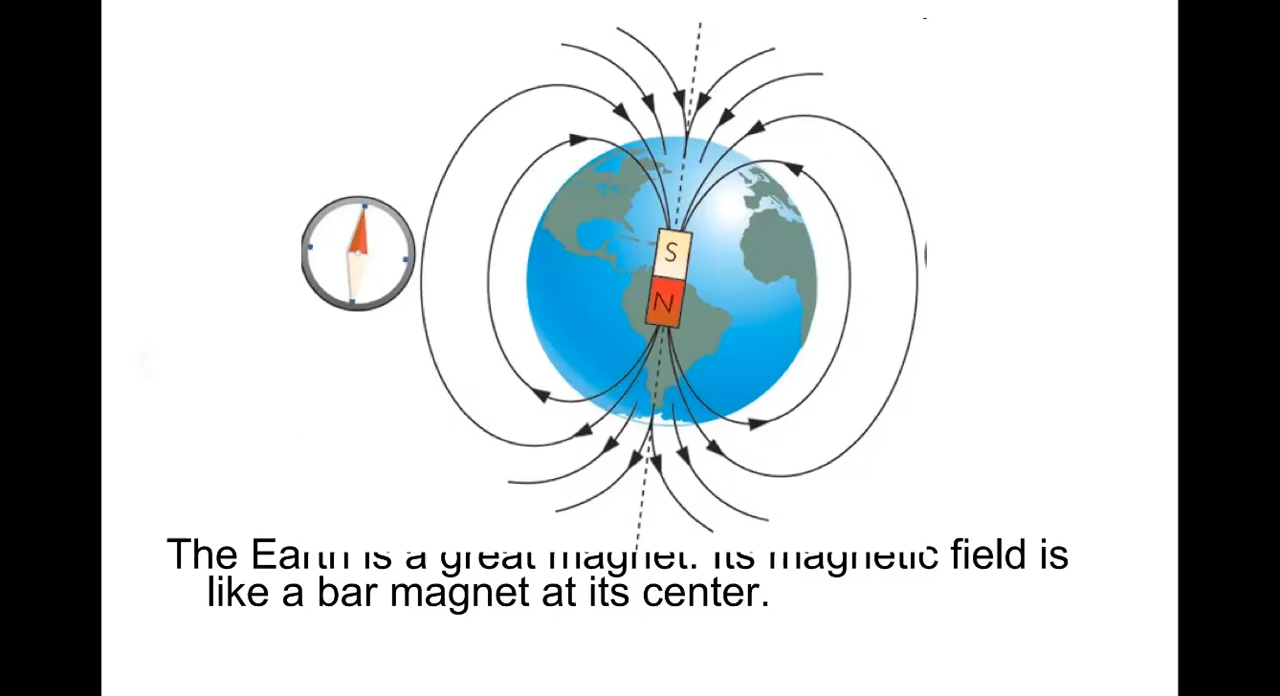 S
N
The Earth is a great magnet. Its magnetic field is
like a bar magnet at its center.